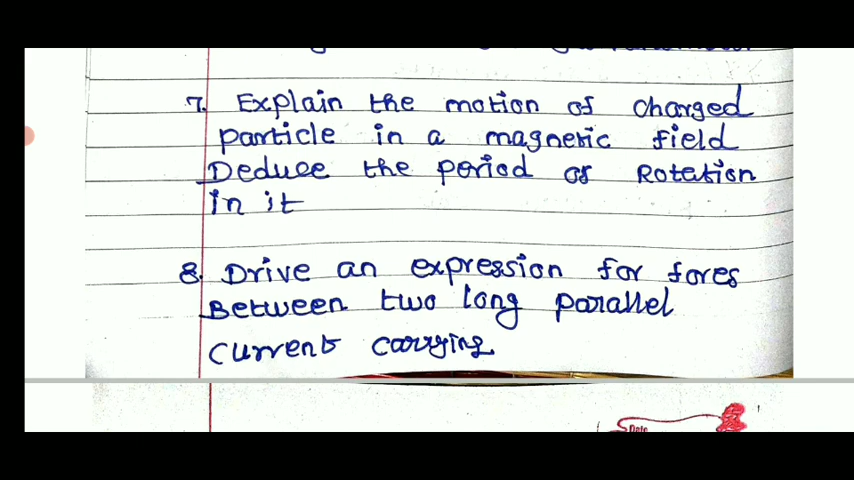 7. Explain the motion of charged
particle in a magnetic field
Deduce the period of Rotation
in it
8. Drive an expression for fores
Between two long parallel
current carrying
Date